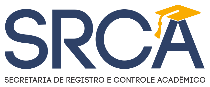 SRCA
SECRETARIA DE REGISTRO E CONTROLE ACADÊMICO